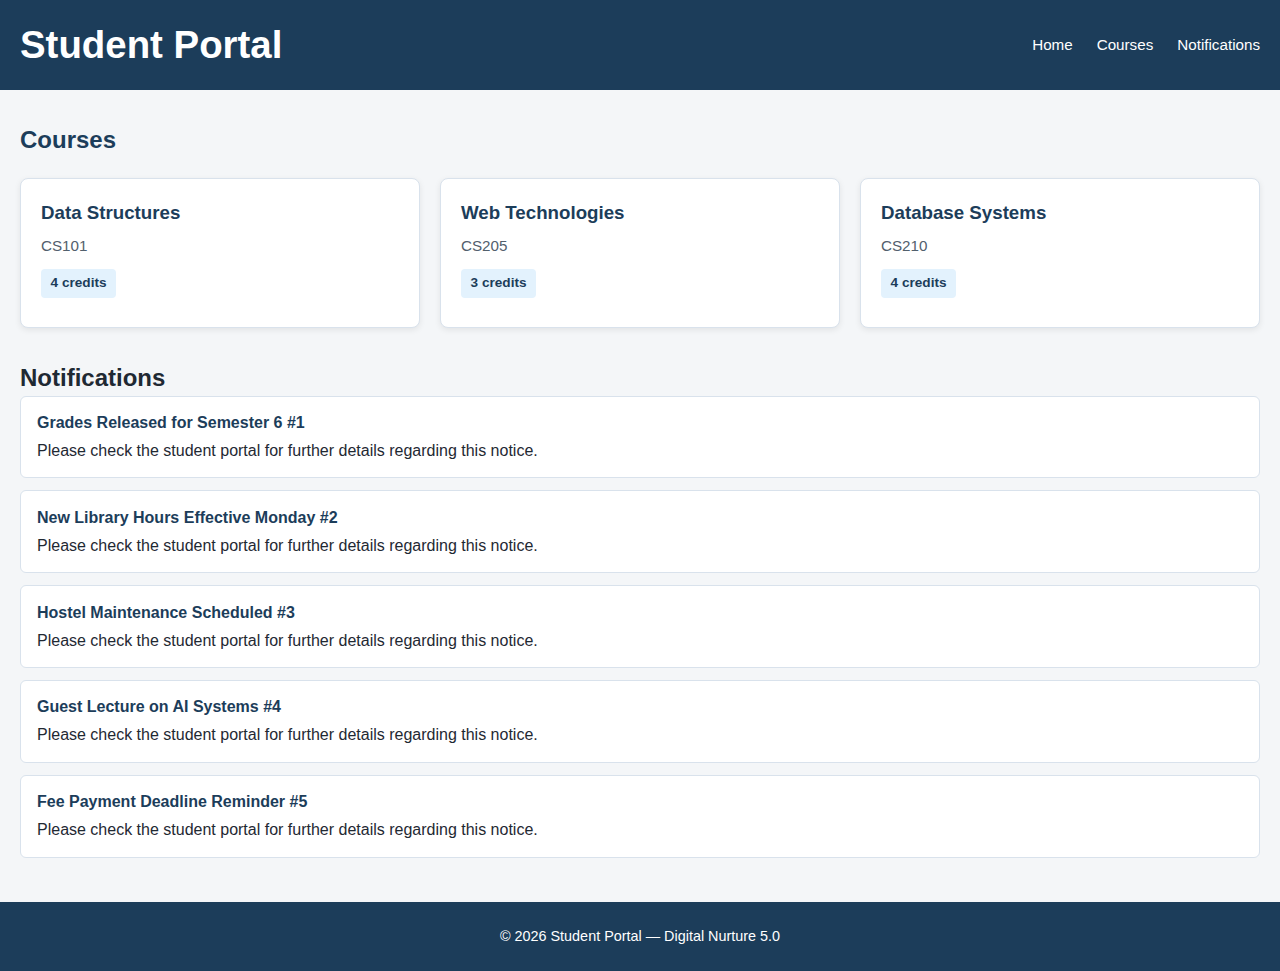 Student Portal
Home Courses Notifications
Courses
Data Structures
CS101
4 credits
Web Technologies
CS205
3 credits
Database Systems
CS210
4 credits
Notifications
Grades Released for Semester 6 #1
Please check the student portal for further details regarding this notice.
New Library Hours Effective Monday #2
Please check the student portal for further details regarding this notice.
Hostel Maintenance Scheduled #3
Please check the student portal for further details regarding this notice.
Guest Lecture on AI Systems #4
Please check the student portal for further details regarding this notice.
Fee Payment Deadline Reminder #5
Please check the student portal for further details regarding this notice.
© 2026 Student Portal — Digital Nurture 5.0